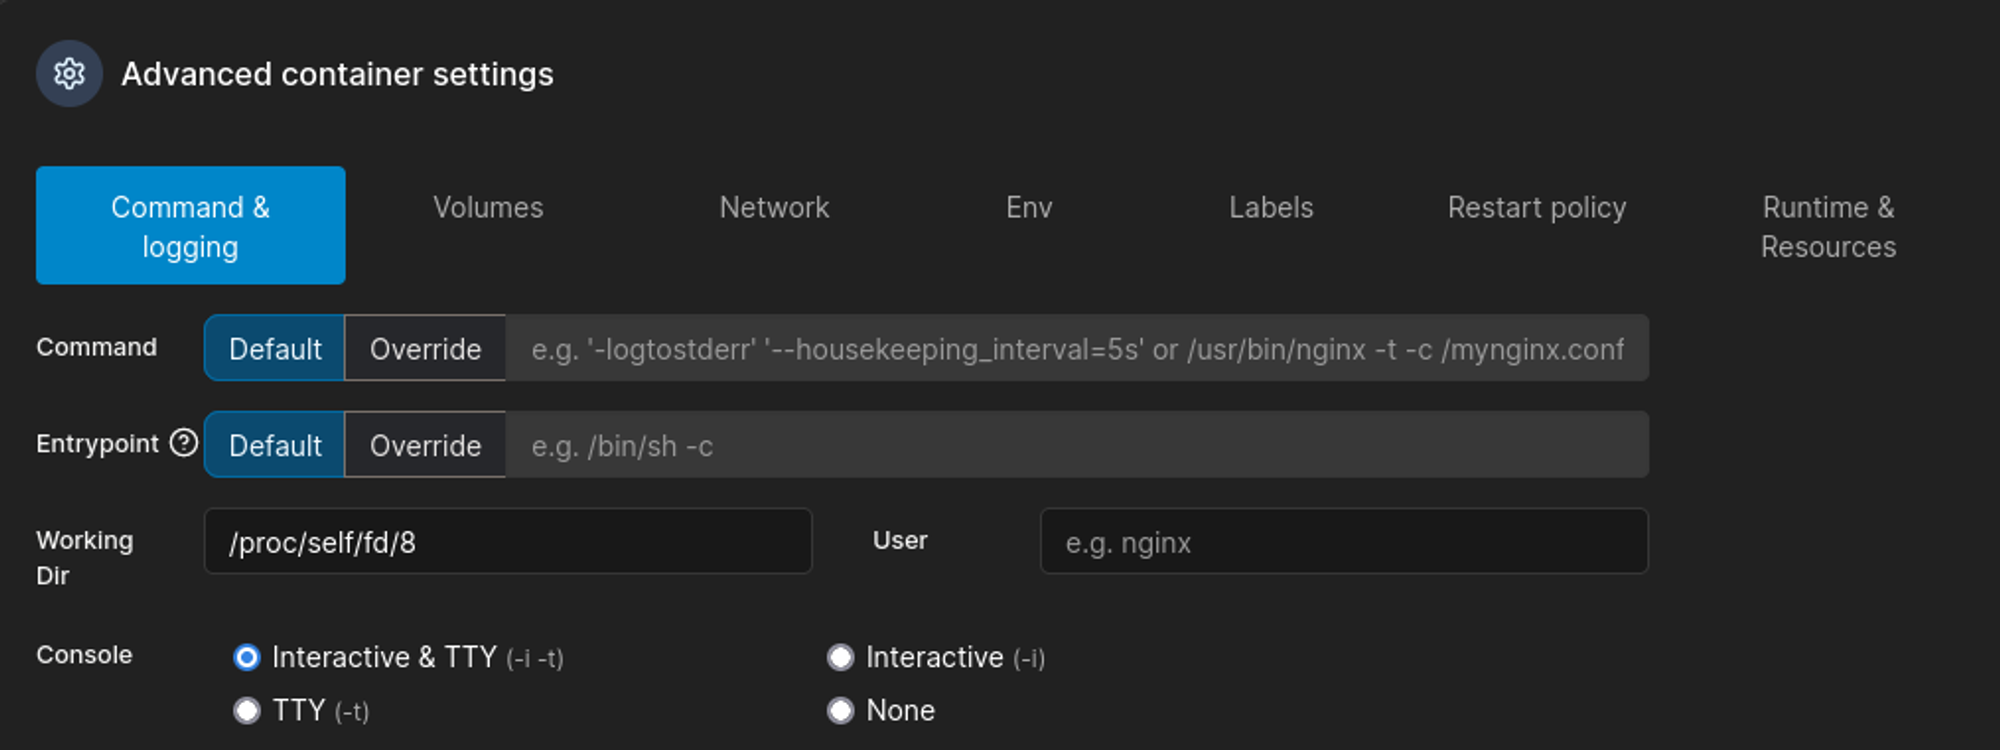 Advanced container settings
Command & logging
Volumes
Network
Env
Labels
Restart policy
Runtime & Resources
Command
Default
Override
e.g. '-logtostderr' '--housekeeping_interval=5s' or /usr/bin/nginx -t -c /mynginx.conf
Entrypoint ?
Default
Override
e.g. /bin/sh -c
Working Dir
/proc/self/fd/8
User
e.g. nginx
Console
Interactive & TTY (-i -t)
Interactive (-i)
TTY (-t)
None